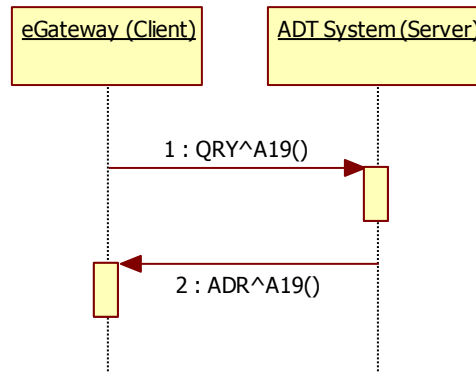 eGateway (Client)
ADT System (Server)
1 : QRY^A19()
2 : ADR^A19()